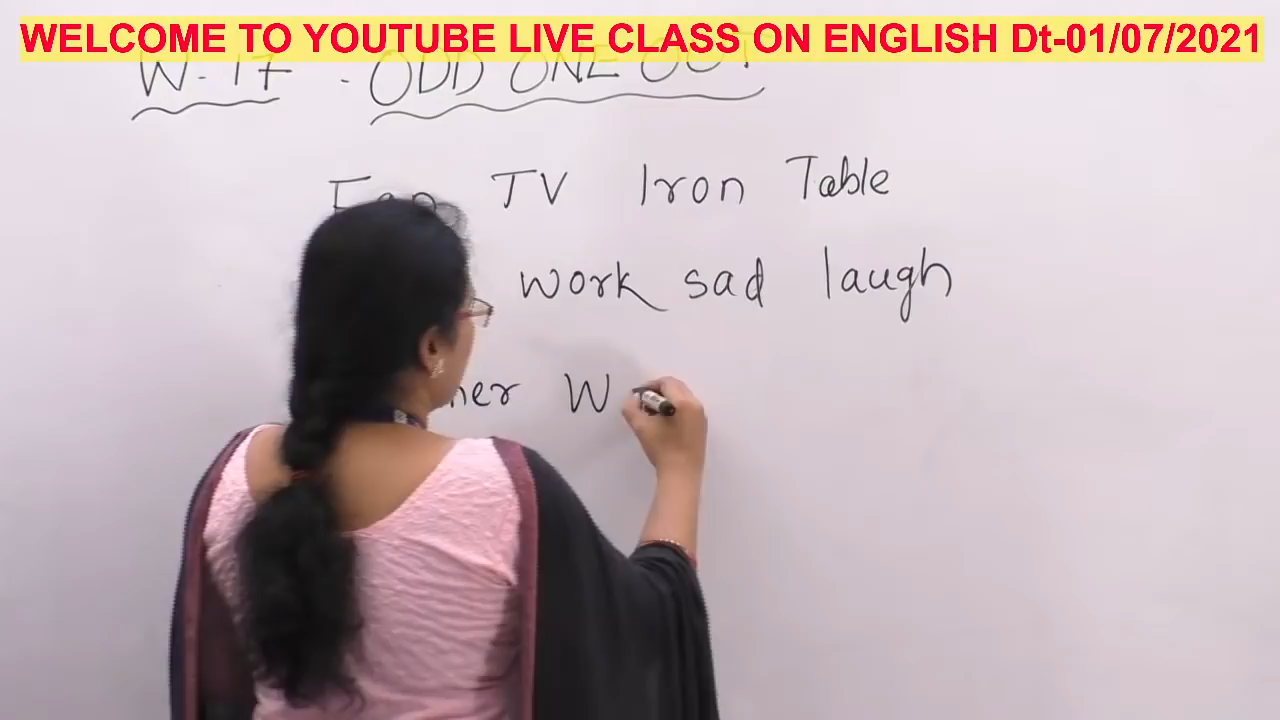 WELCOME TO YOUTUBE LIVE CLASS ON ENGLISH Dt-01/07/2021
W-17 - ODD ONE OUT
Fan TV Iron Table
work sad laugh
W